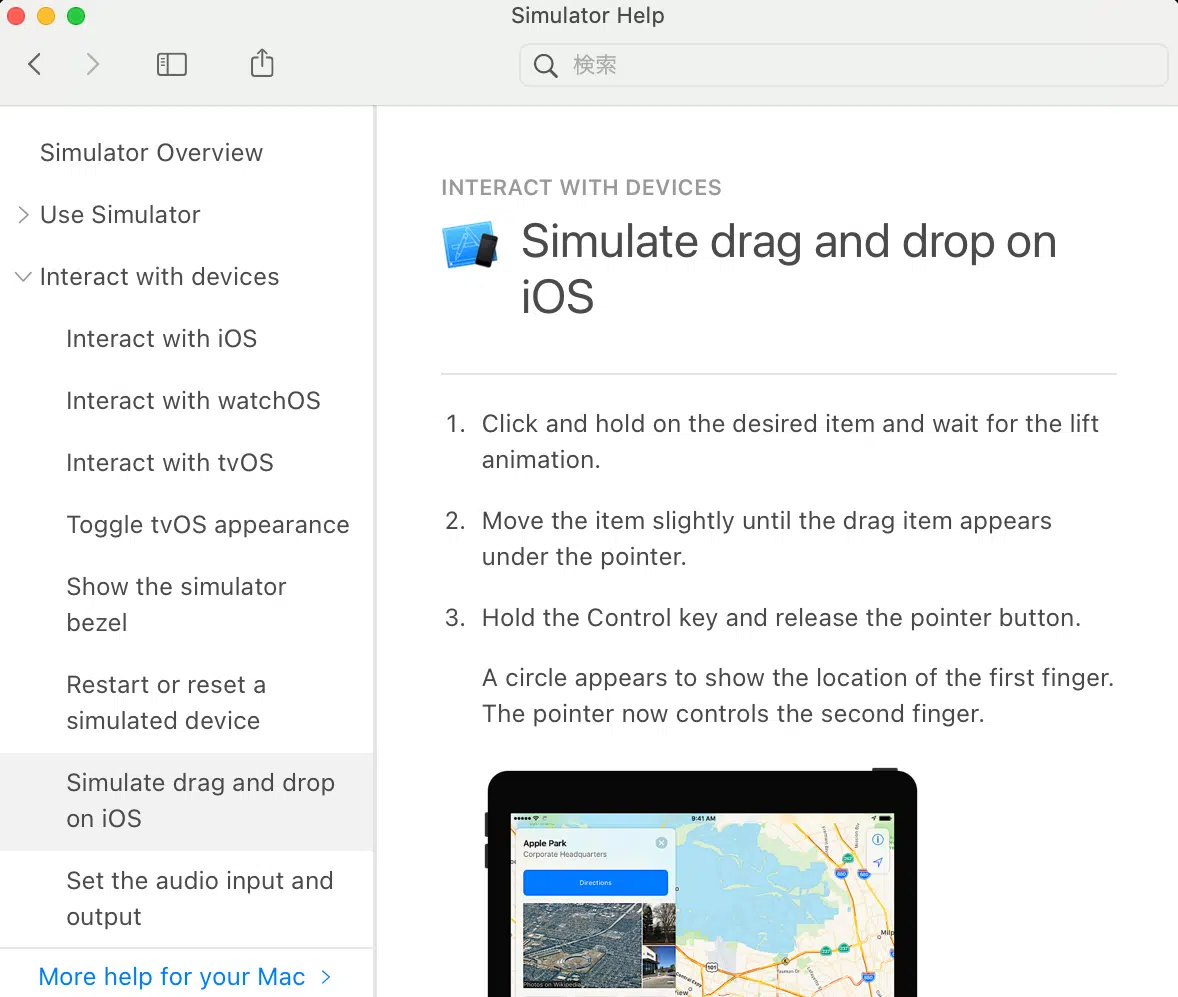 Simulator Help
検索
Simulator Overview
Use Simulator
Interact with devices
Interact with iOS
Interact with watchOS
Interact with tvOS
Toggle tvOS appearance
Show the simulator
bezel
Restart or reset a
simulated device
Simulate drag and drop
on iOS
Set the audio input and
output
More help for your Mac
INTERACT WITH DEVICES
Simulate drag and drop on
iOS
1. Click and hold on the desired item and wait for the lift
animation.
2. Move the item slightly until the drag item appears
under the pointer.
3. Hold the Control key and release the pointer button.
A circle appears to show the location of the first finger.
The pointer now controls the second finger.
9:41 AM
Apple Park
Corporate Headquarters
Directions
Photos on Wikipedia
101